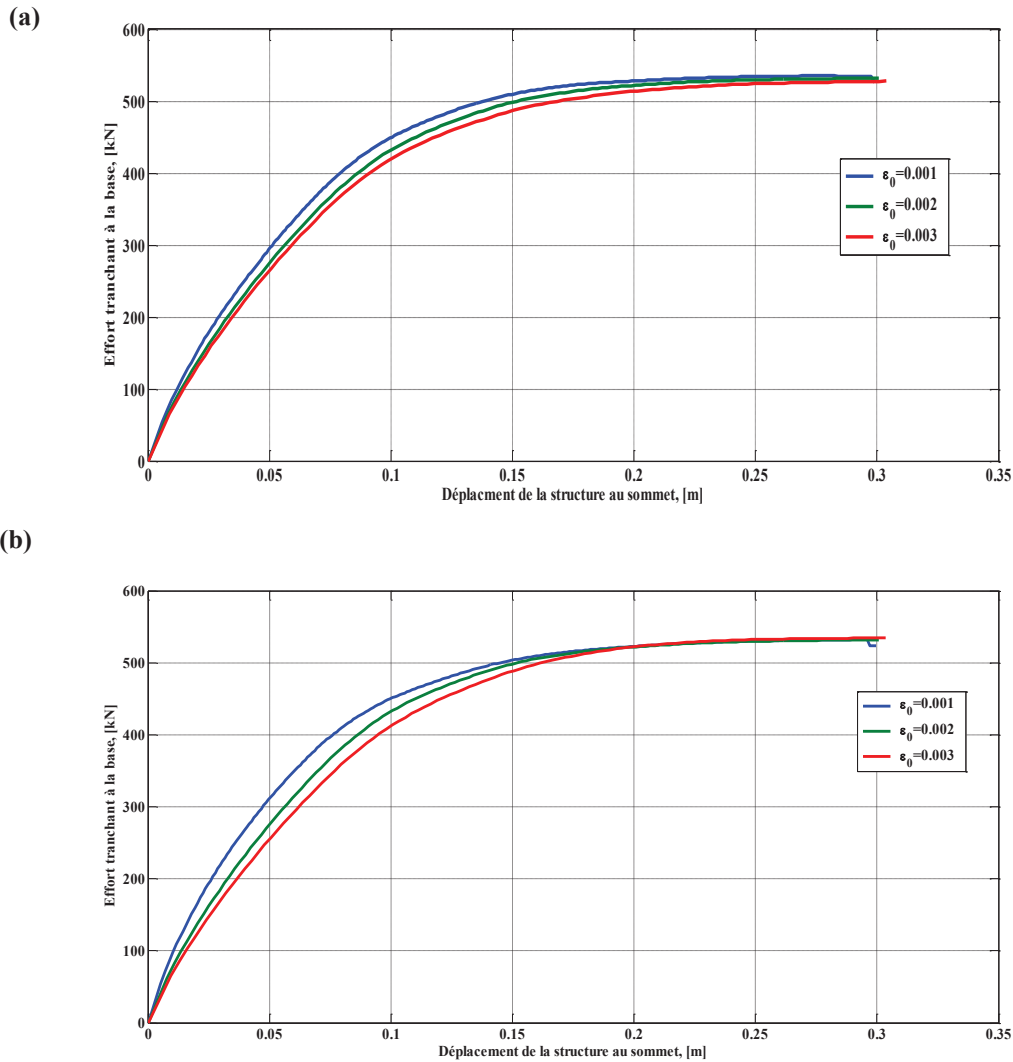 (a)
600
500
400
300
200
100
0
Effort tranchant à la base, [kN]
ε0=0.001
ε0=0.002
ε0=0.003
0 0.05 0.1 0.15 0.2 0.25 0.3 0.35
Déplacment de la structure au sommet, [m]
(b)
600
500
400
300
200
100
0
Effort tranchant à la base, [kN]
ε0=0.001
ε0=0.002
ε0=0.003
0 0.05 0.1 0.15 0.2 0.25 0.3 0.35
Déplacment de la structure au sommet, [m]